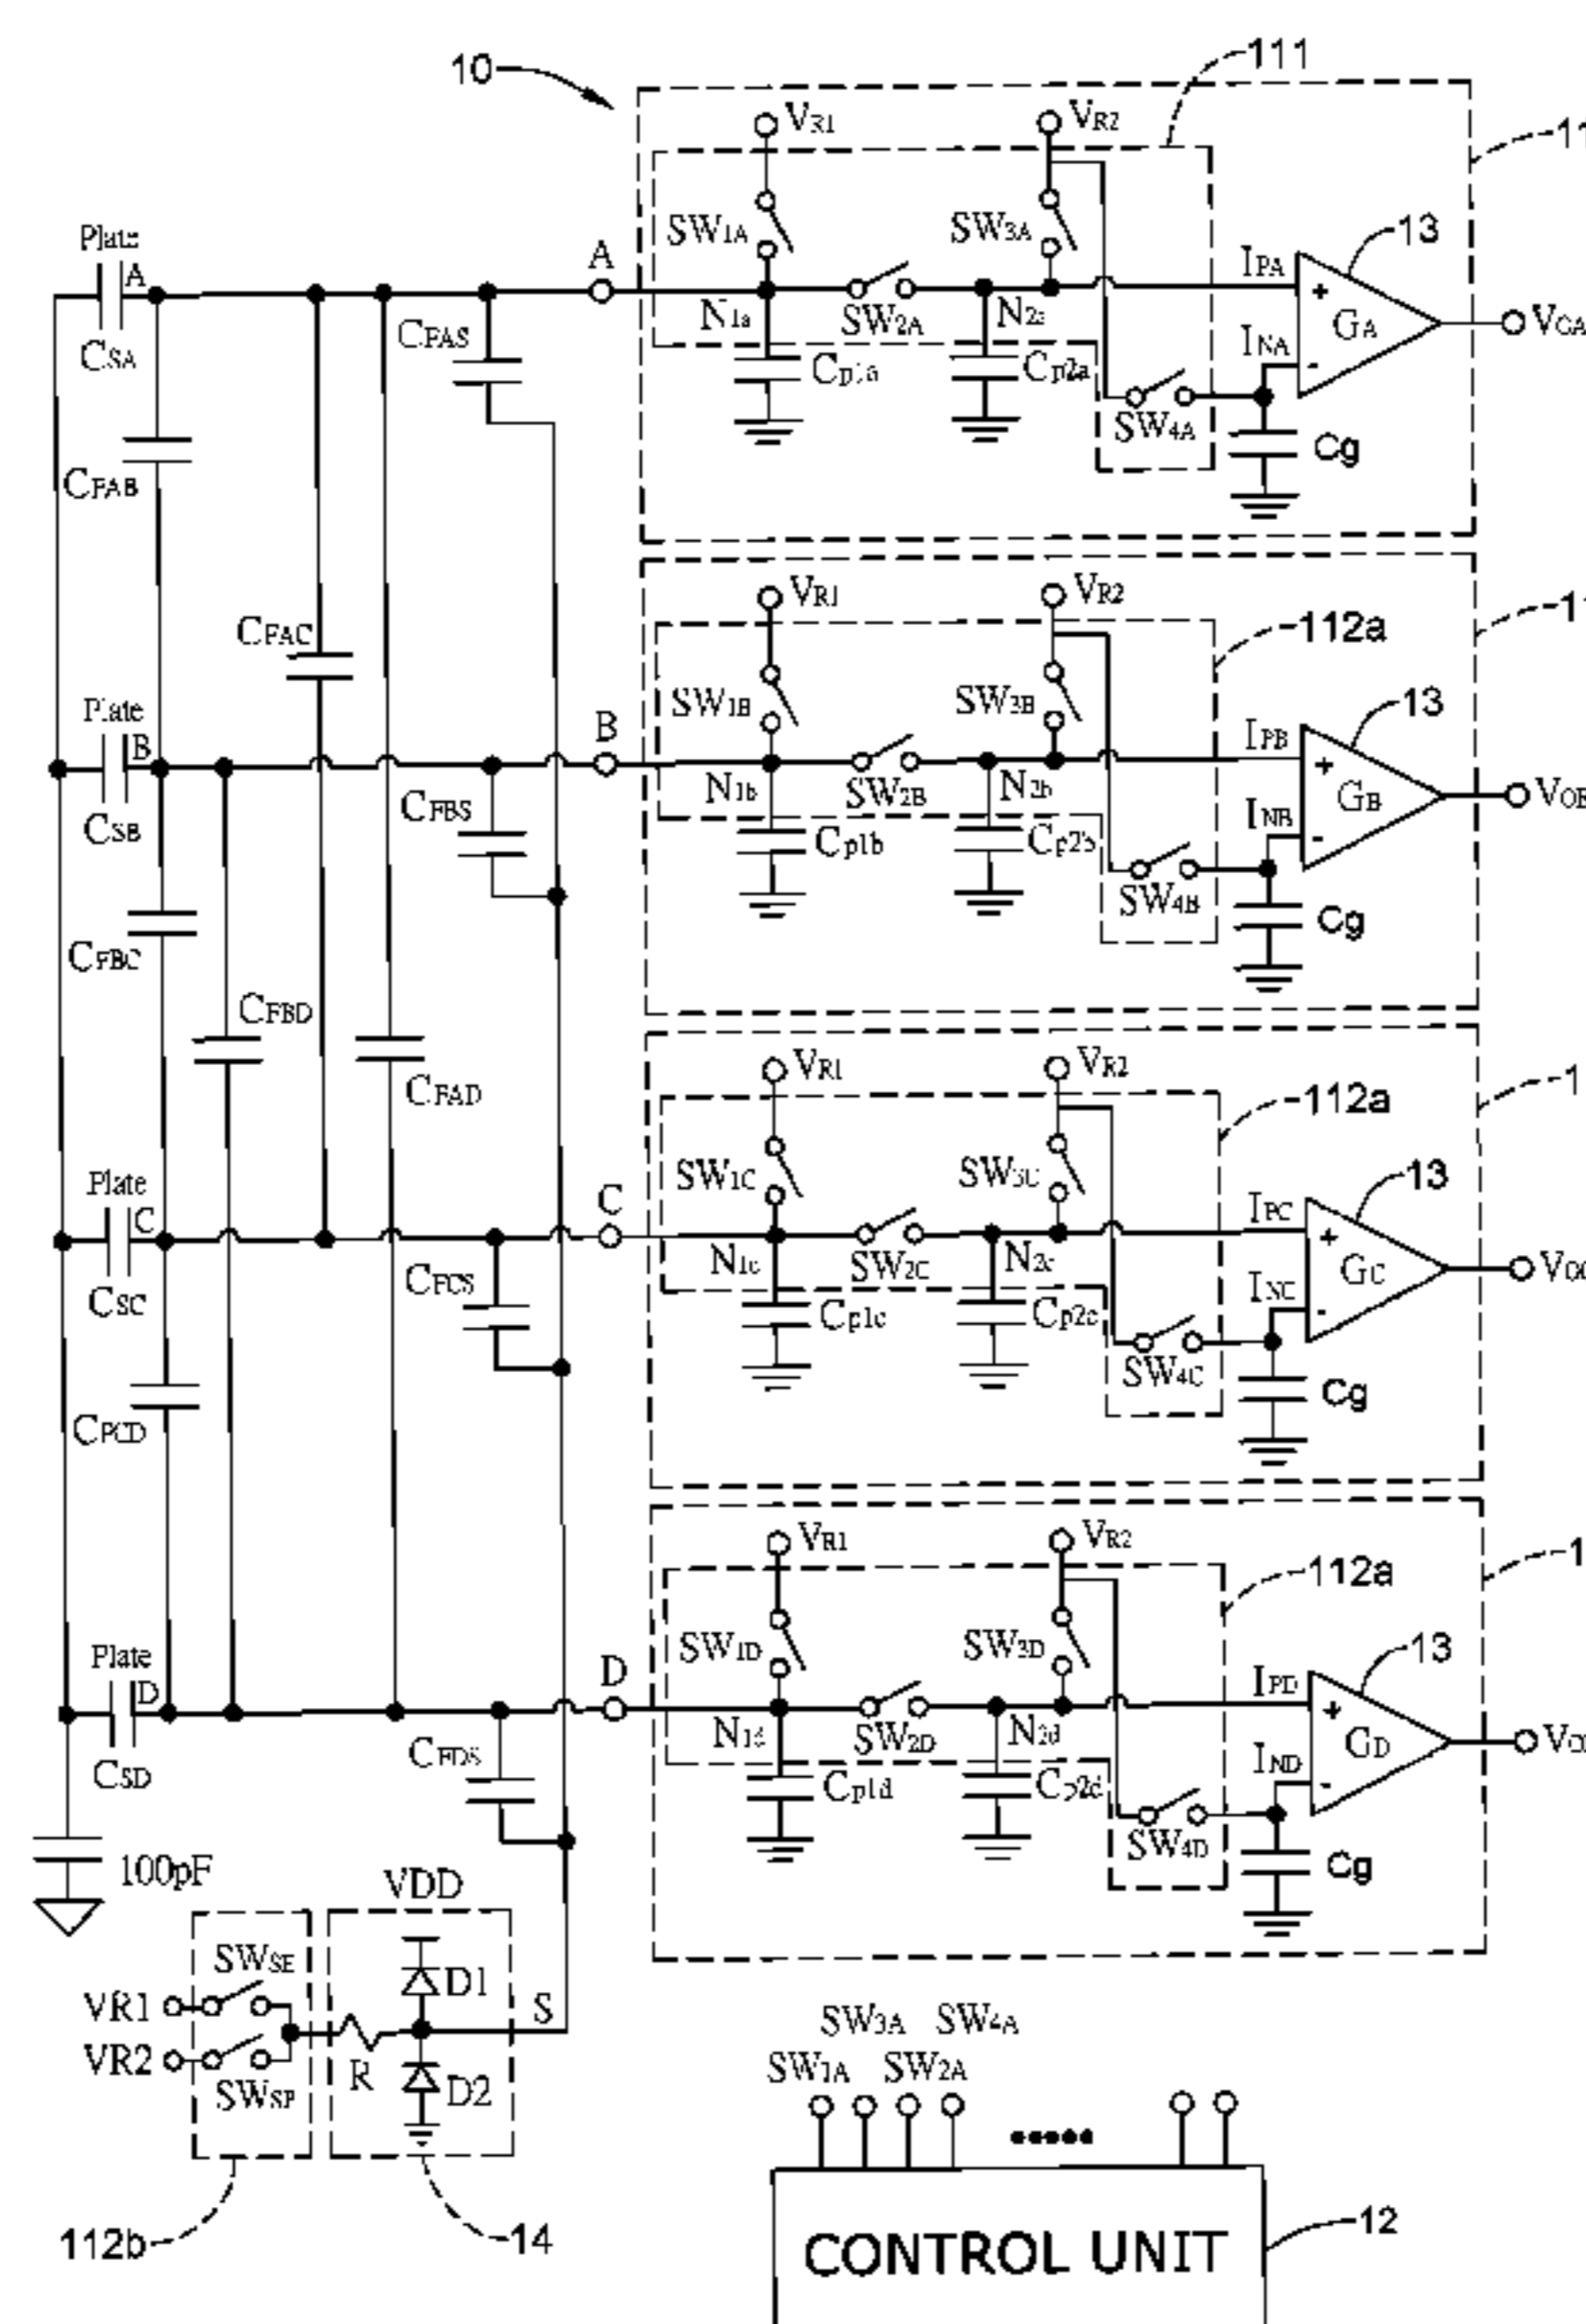 10
111
VR1
VR2
Plate
A
CSA
CFAS
A
SW1A
SW3A
N1a
SW2A
Cp1a
Cp2a
SW4A
IPA
INA
+
-
GA
13
Cg
CFAB
CFAC
VR1
VR2
112a
Plate
B
CSB
CFBS
B
SW1B
SW3B
N1b
SW2B
N2b
Cp1b
Cp2b
SW4B
IPB
INB
+
-
GB
13
Cg
CFBC
CFBD
CFAD
VR1
VR2
112a
Plate
C
CSC
CFCS
C
SW1C
SW3C
N1c
SW2C
N2c
Cp1c
Cp2c
SW4C
IPC
INC
+
-
GC
13
Cg
CFCD
VR1
VR2
112a
Plate
D
CSD
CFDS
D
SW1D
SW3D
N1d
SW2D
N2d
Cp1d
Cp2d
SW4D
IPD
IND
+
-
GD
13
Cg
100pF
VDD
SWSE
VR1
VR2
SWSP
R
D1
D2
S
112b
14
SW3A SW4A
SW1A SW2A
CONTROL UNIT
12